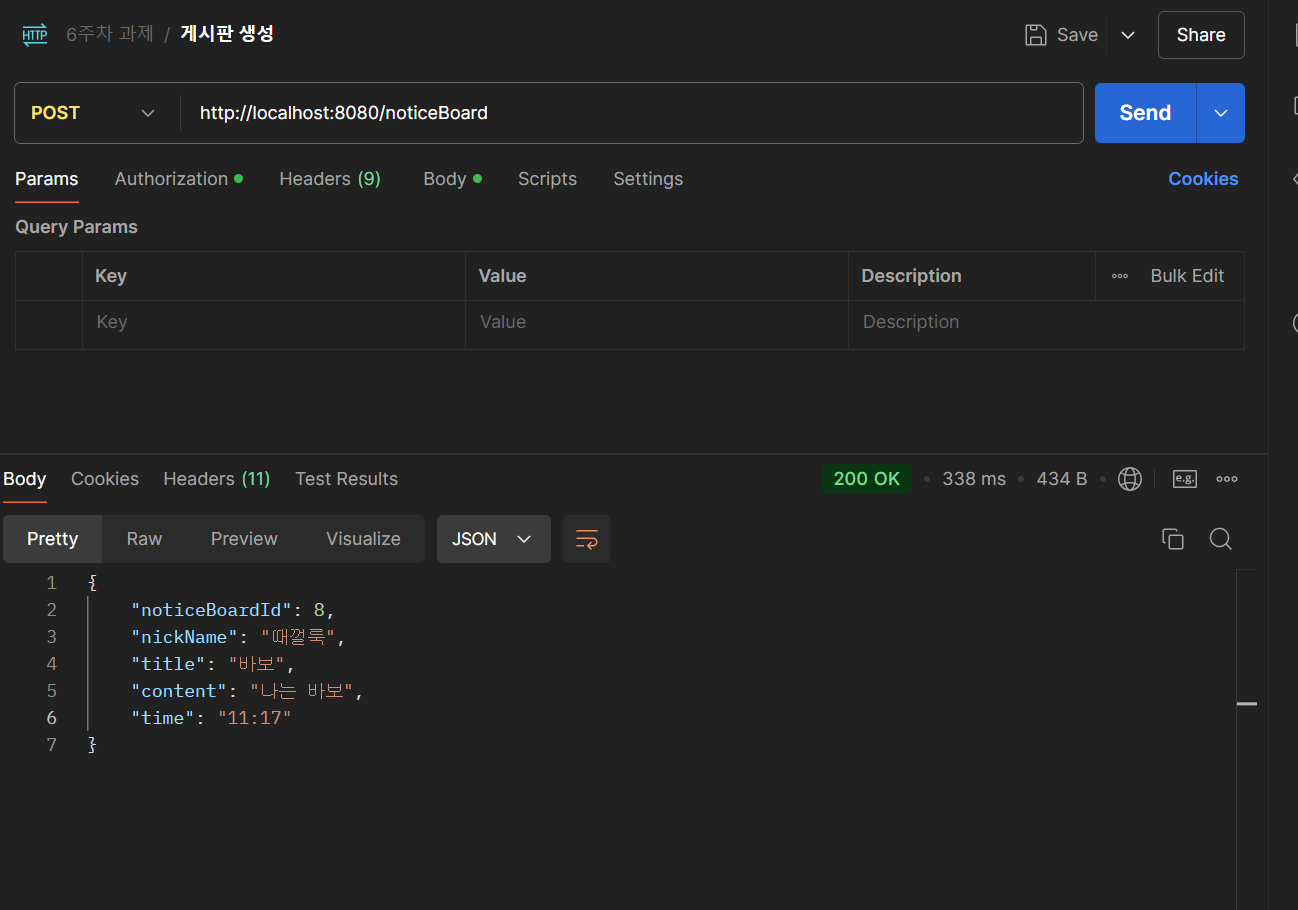 HTTP 6주차 과제 / 게시판 생성 Save Share
POST http://localhost:8080/noticeBoard Send
Params Authorization Headers (9) Body Scripts Settings Cookies
Query Params
Key Value Description Bulk Edit
Key Value Description
Body Cookies Headers (11) Test Results 200 OK • 338 ms • 434 B • e.g.
Pretty Raw Preview Visualize JSON
1 {
2 "noticeBoardId": 8,
3 "nickName": "때껄룩",
4 "title": "바보",
5 "content": "나는 바보",
6 "time": "11:17"
7 }